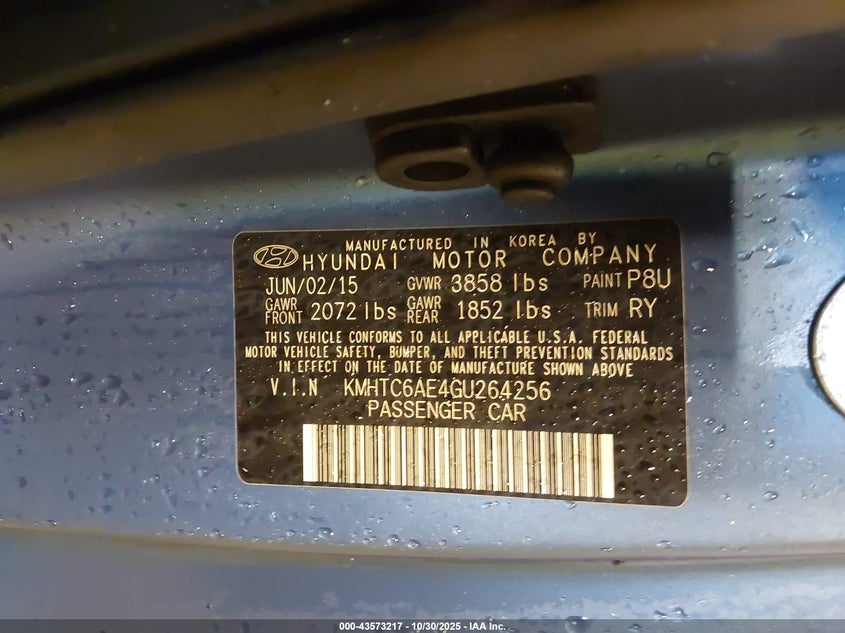 MANUFACTURED IN KOREA BY
HYUNDAI MOTOR COMPANY
JUN/02/15 GVWR 3858 lbs PAINT P8U
GAWR FRONT 2072 lbs GAWR REAR 1852 lbs TRIM RY
THIS VEHICLE CONFORMS TO ALL APPLICABLE U.S.A. FEDERAL
MOTOR VEHICLE SAFETY, BUMPER, AND THEFT PREVENTION STANDARDS
IN EFFECT ON THE DATE OF MANUFACTURE SHOWN ABOVE
V.I.N KMHTC6AE4GU264256
PASSENGER CAR
000-43573217 - 10/30/2025 - IAA Inc.